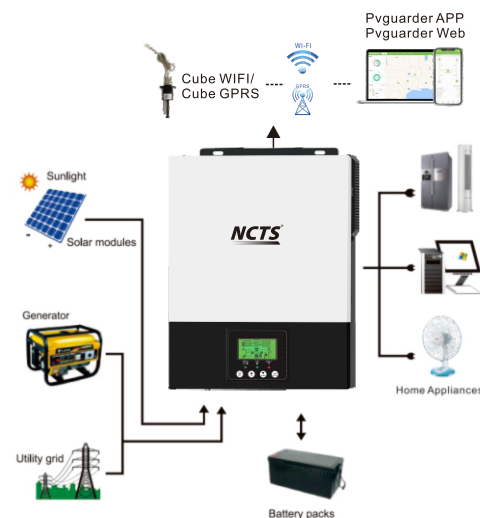 Pvguarder APP
Pvguarder Web
WI-FI
Cube WIFI/
Cube GPRS
GPRS
Sunlight
Solar modules
NCTS
Generator
Home Appliances
Utility grid
Battery packs